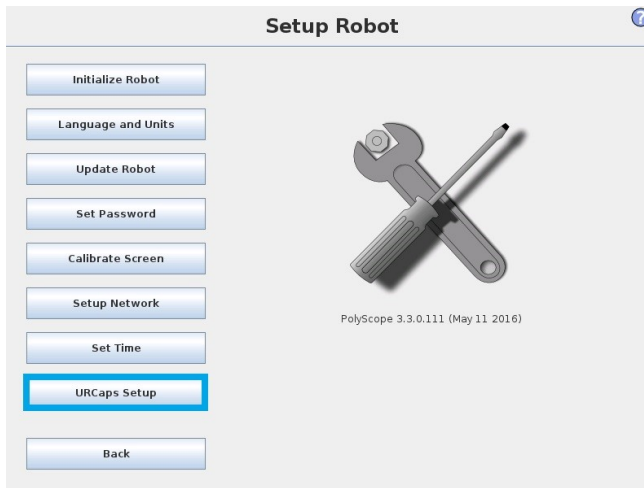 Setup Robot
?
Initialize Robot
Language and Units
Update Robot
Set Password
Calibrate Screen
Setup Network
PolyScope 3.3.0.111 (May 11 2016)
Set Time
URCaps Setup
Back